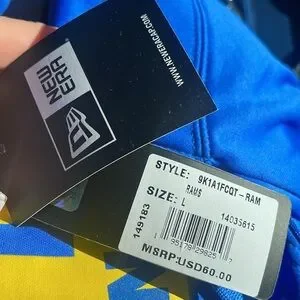 NEW
ERA
WWW.NEWERACAP.COM
STYLE: 9K1A1FCQT-RAM
RAMS
SIZE: L
14035615
149183
MSRP:USD60.00